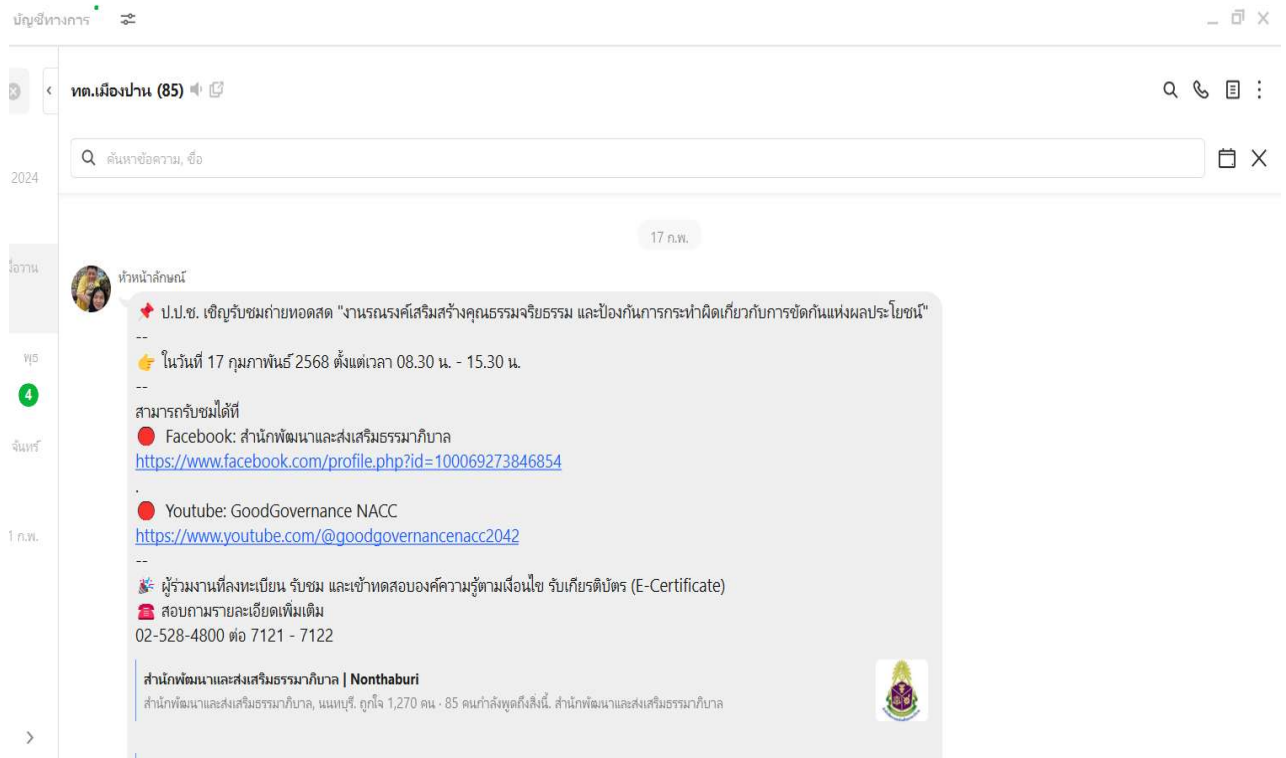 บัญชีทางการ
ทต.เมืองปาน (85)
ค้นหาข้อความ, ชื่อ
2024
17 ก.พ.
หัวหน้าลักษณ์
📌 ป.ป.ช. เชิญรับชมถ่ายทอดสด "งานรณรงค์เสริมสร้างคุณธรรมจริยธรรม และป้องกันการกระทำผิดเกี่ยวกับการขัดกันแห่งผลประโยชน์"
--
👉 ในวันที่ 17 กุมภาพันธ์ 2568 ตั้งแต่เวลา 08.30 น. - 15.30 น.
--
พุธ
4
สามารถรับชมได้ที่
🔴 Facebook: สำนักพัฒนาและส่งเสริมธรรมาภิบาล
จันทร์
https://www.facebook.com/profile.php?id=100069273846854
.
🔴 Youtube: GoodGovernance NACC
1 ก.พ.
https://www.youtube.com/@goodgovernancenacc2042
--
🎉 ผู้ร่วมงานที่ลงทะเบียน รับชม และเข้าทดสอบองค์ความรู้ตามเงื่อนไข รับเกียรติบัตร (E-Certificate)
☎️ สอบถามรายละเอียดเพิ่มเติม
02-528-4800 ต่อ 7121 - 7122
สำนักพัฒนาและส่งเสริมธรรมาภิบาล | Nonthaburi
สำนักพัฒนาและส่งเสริมธรรมาภิบาล, นนทบุรี. ถูกใจ 1,270 คน · 85 คนกำลังพูดถึงสิ่งนี้. สำนักพัฒนาและส่งเสริมธรรมาภิบาล